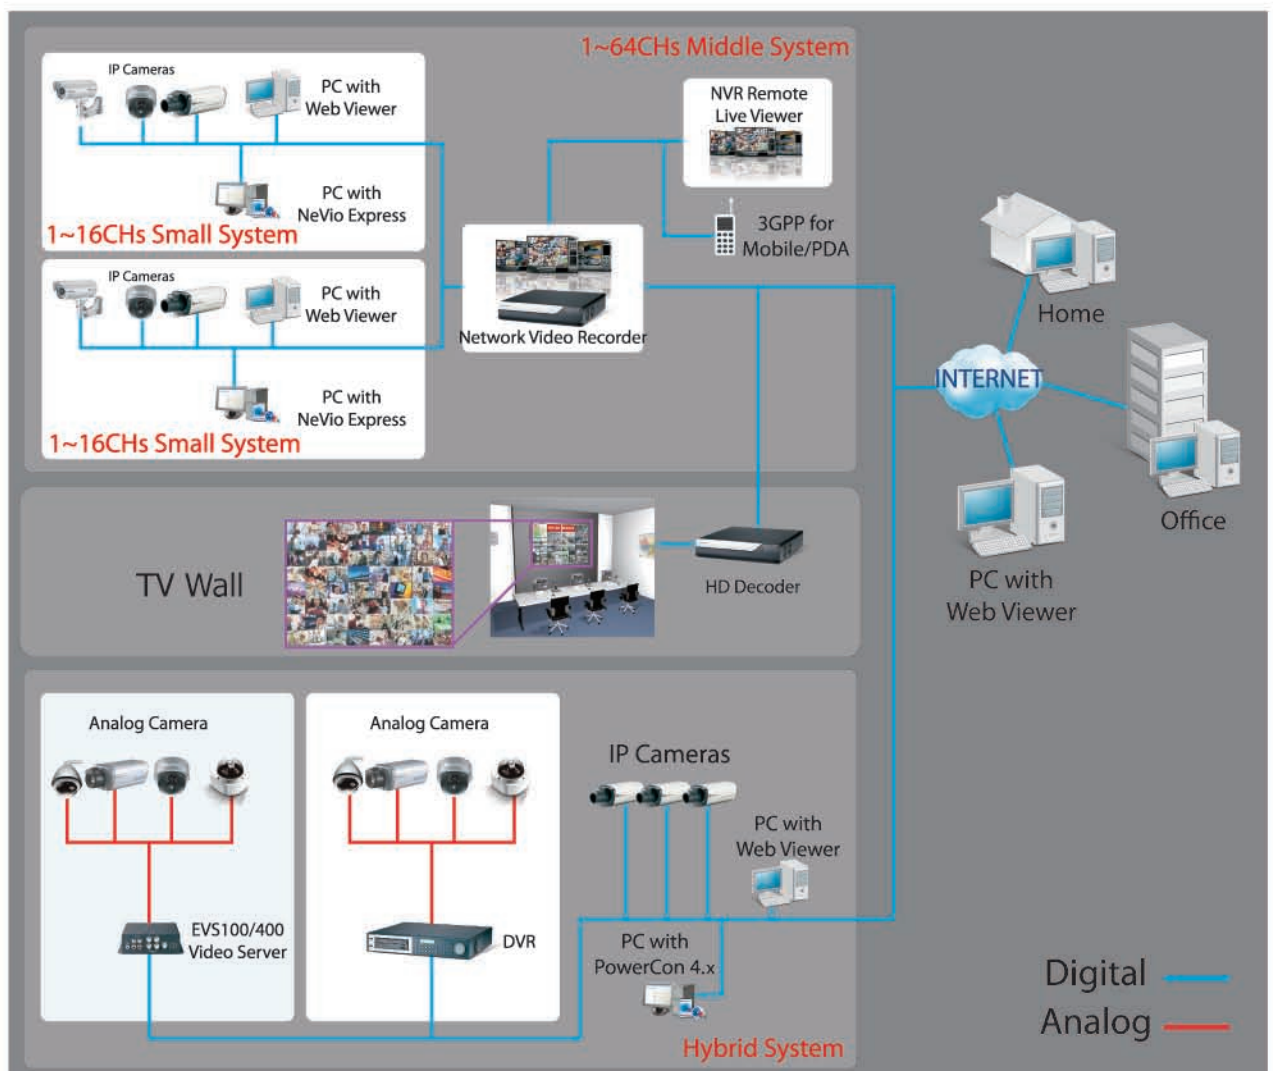 1~64CHs Middle System
IP Cameras
PC with
Web Viewer
PC with
NeVio Express
1~16CHs Small System
IP Cameras
PC with
Web Viewer
PC with
NeVio Express
1~16CHs Small System
Network Video Recorder
NVR Remote
Live Viewer
3GPP for
Mobile/PDA
Home
INTERNET
Office
PC with
Web Viewer
TV Wall
HD Decoder
Analog Camera
EVS100/400
Video Server
Analog Camera
DVR
IP Cameras
PC with
Web Viewer
PC with
PowerCon 4.x
Hybrid System
Digital
Analog